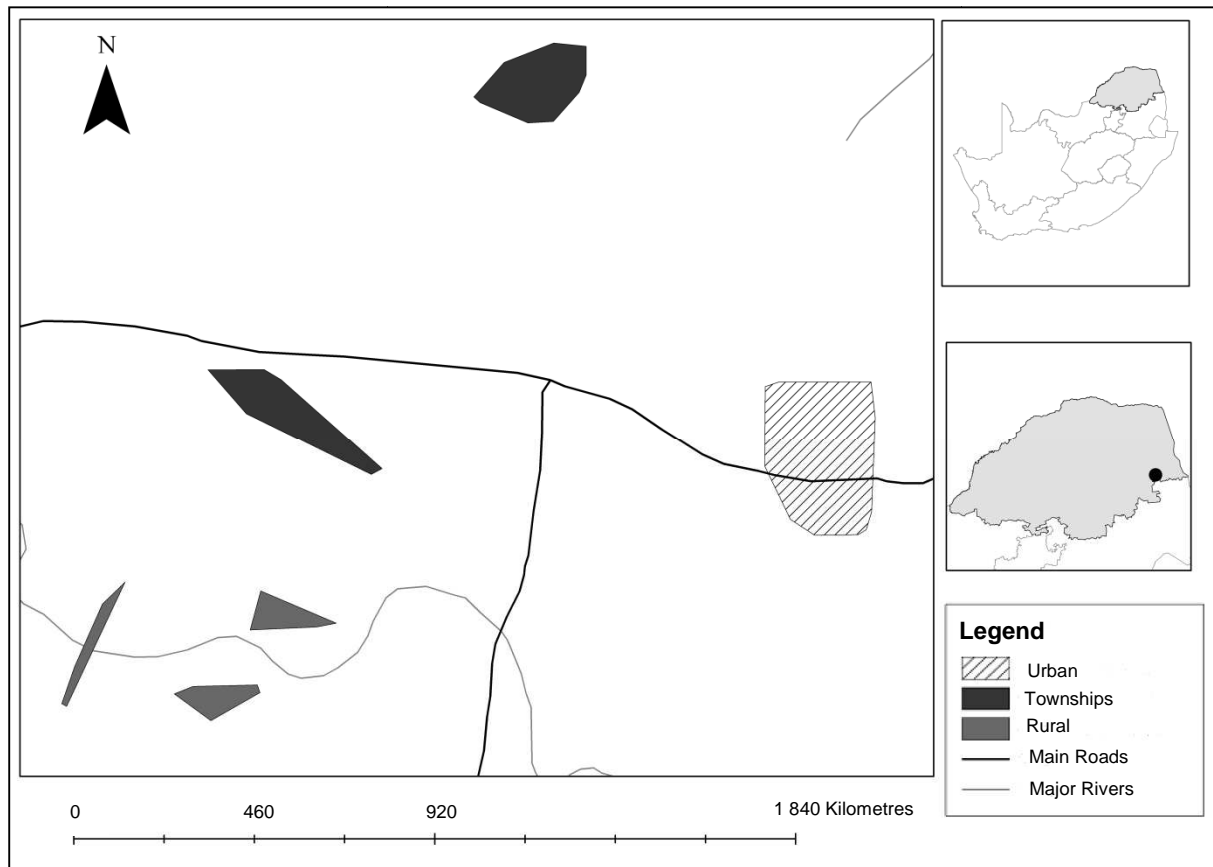 N
Legend
Urban
Townships
Rural
Main Roads
Major Rivers
0 460 920 1 840 Kilometres